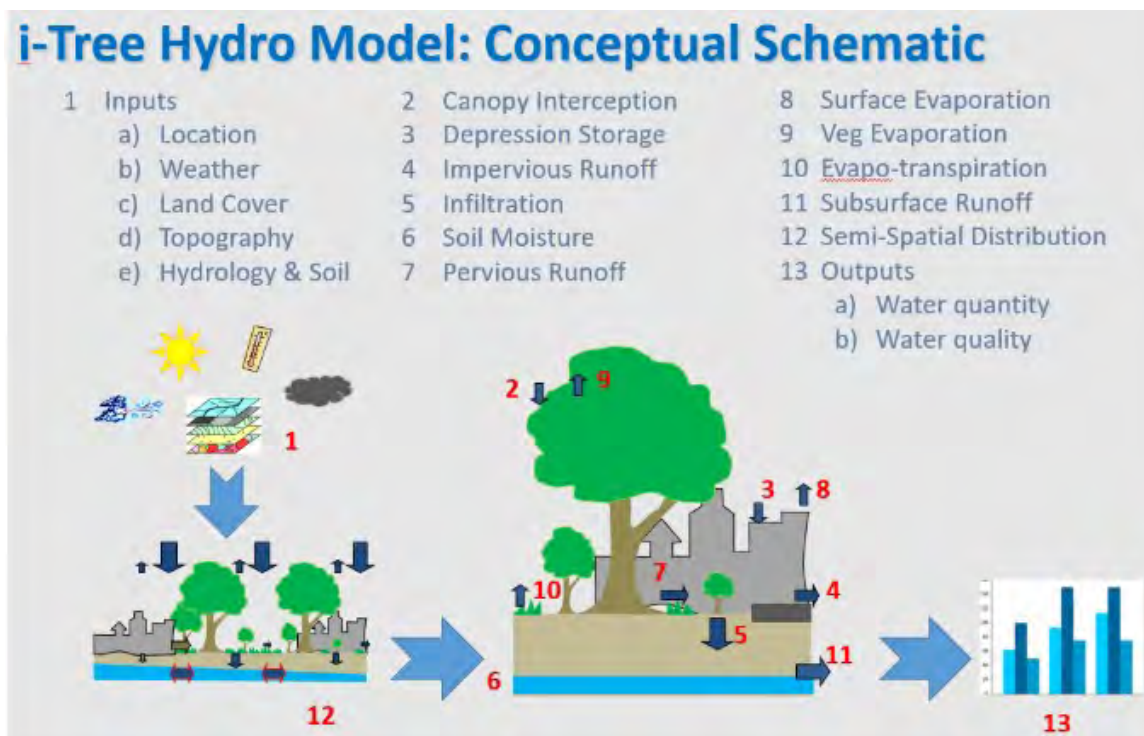 i-Tree Hydro Model: Conceptual Schematic
1 Inputs
a) Location
b) Weather
c) Land Cover
d) Topography
e) Hydrology & Soil
2 Canopy Interception
3 Depression Storage
4 Impervious Runoff
5 Infiltration
6 Soil Moisture
7 Pervious Runoff
8 Surface Evaporation
9 Veg Evaporation
10 Evapo-transpiration
11 Subsurface Runoff
12 Semi-Spatial Distribution
13 Outputs
a) Water quantity
b) Water quality
1
12
2
9
3
8
10
7
4
5
11
6
13